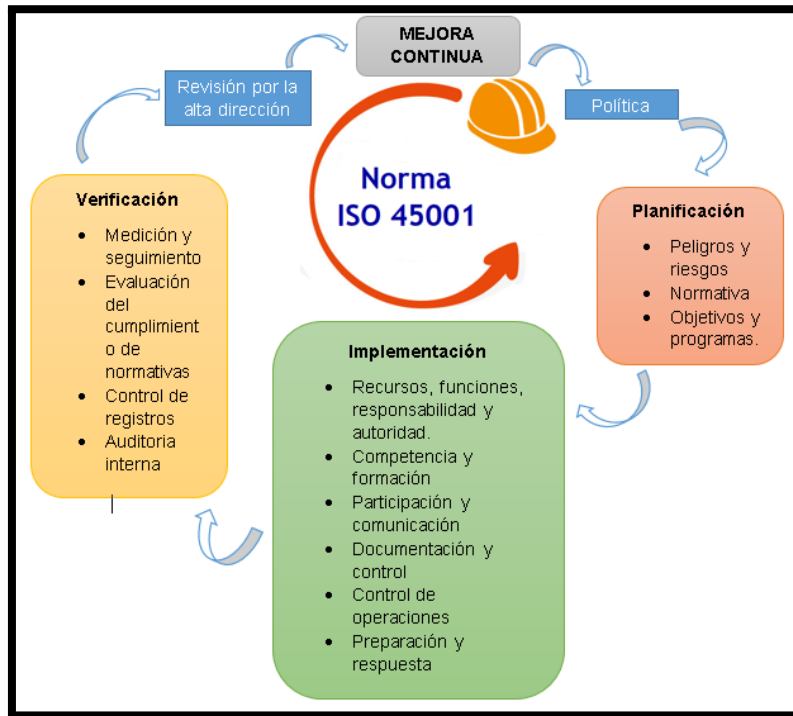 MEJORA
CONTINUA
Revisión por la
alta dirección
Política
Norma
ISO 45001
Verificación
• Medición y
seguimiento
• Evaluación
del
cumplimient
o de
normativas
• Control de
registros
• Auditoria
interna
Planificación
• Peligros y
riesgos
• Normativa
• Objetivos y
programas.
Implementación
• Recursos, funciones,
responsabilidad y
autoridad.
• Competencia y
formación
• Participación y
comunicación
• Documentación y
control
• Control de
operaciones
• Preparación y
respuesta